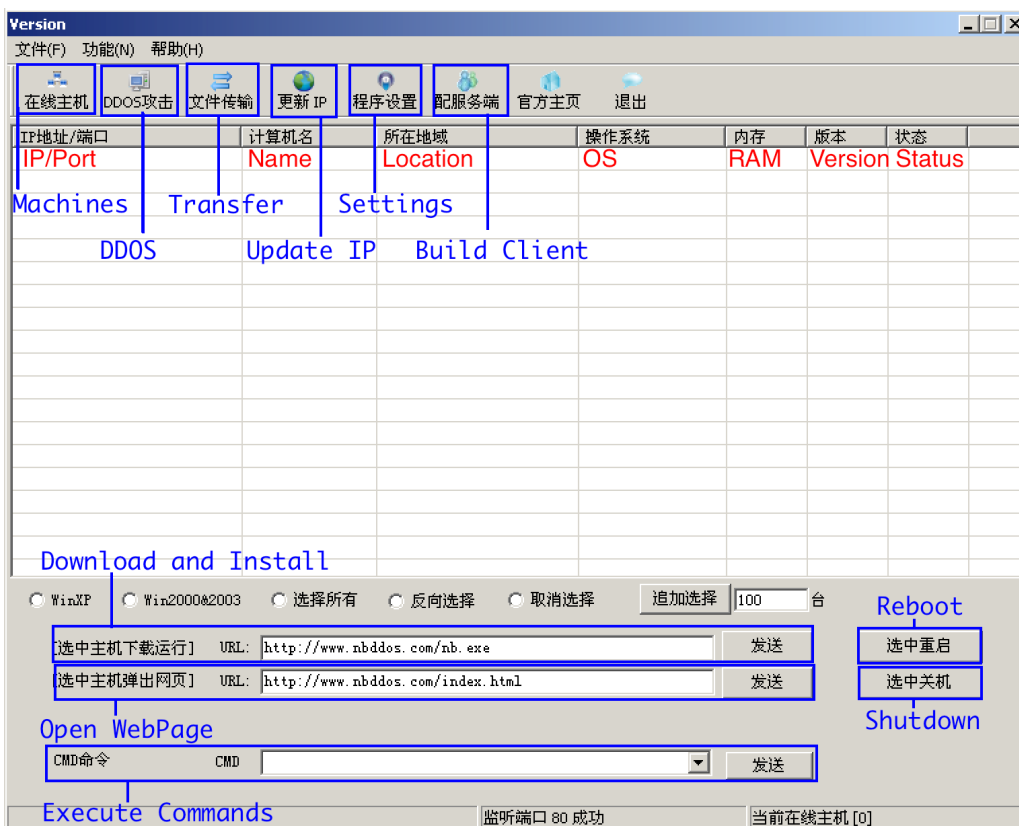 Version
文件(F) 功能(N) 帮助(H)
在线主机 DDOS攻击 文件传输 更新 IP 程序设置 配服务端 官方主页 退出
IP地址/端口 计算机名 所在地域 操作系统 内存 版本 状态
IP/Port Name Location OS RAM Version Status
Machines Transfer Settings
DDOS Update IP Build Client
Download and Install
WinXP Win2000&2003 选择所有 反向选择 取消选择 追加选择 100 台
Reboot
[选中主机下载运行] URL: http://www.nbddos.com/nb.exe 发送 选中重启
[选中主机弹出网页] URL: http://www.nbddos.com/index.html 发送 选中关机
Open WebPage Shutdown
CMD命令 CMD 发送
Execute Commands
监听端口 80 成功 当前在线主机 [0]